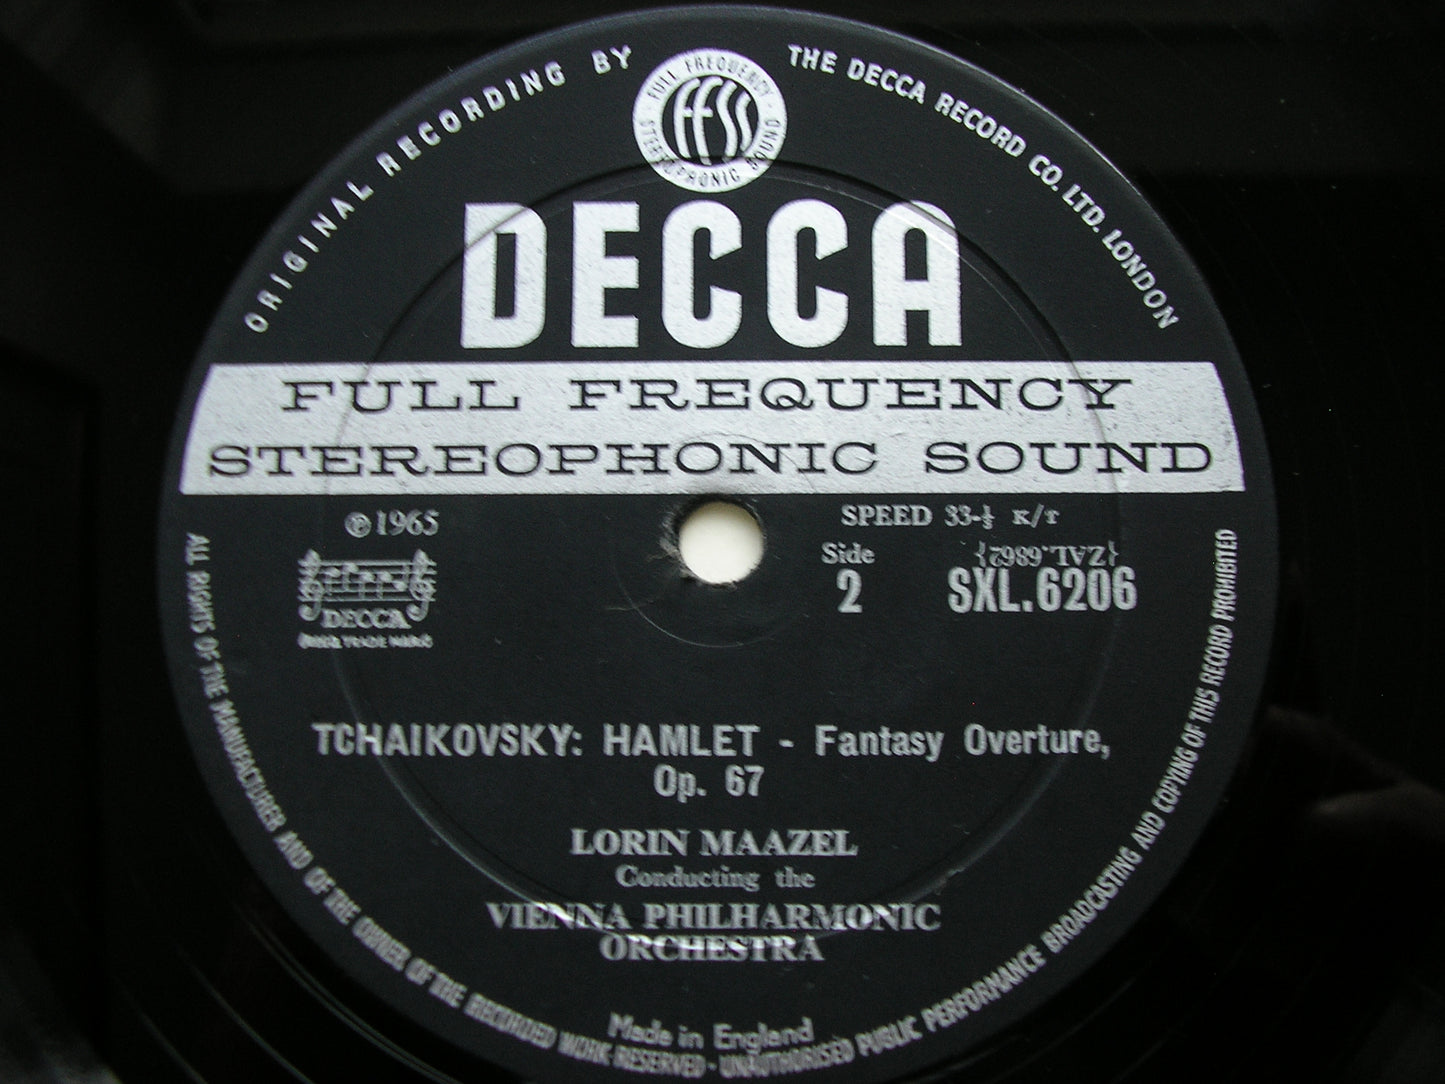 ORIGINAL RECORDING BY THE DECCA RECORD CO. LTD. LONDON
FULL FREQUENCY STEREOPHONIC SOUND
FFSS
DECCA
FULL FREQUENCY
STEREOPHONIC SOUND
℗1965
SPEED 33-⅓ K/r
Side
2
{ZAL.6862}
SXL.6206
DECCA
TCHAIKOVSKY: HAMLET - Fantasy Overture,
Op. 67
LORIN MAAZEL
Conducting the
VIENNA PHILHARMONIC
ORCHESTRA
Made in England
ALL RIGHTS OF THE MANUFACTURER AND OF THE OWNER OF THE RECORDED WORK RESERVED · UNAUTHORISED PUBLIC PERFORMANCE BROADCASTING AND COPYING OF THIS RECORD PROHIBITED